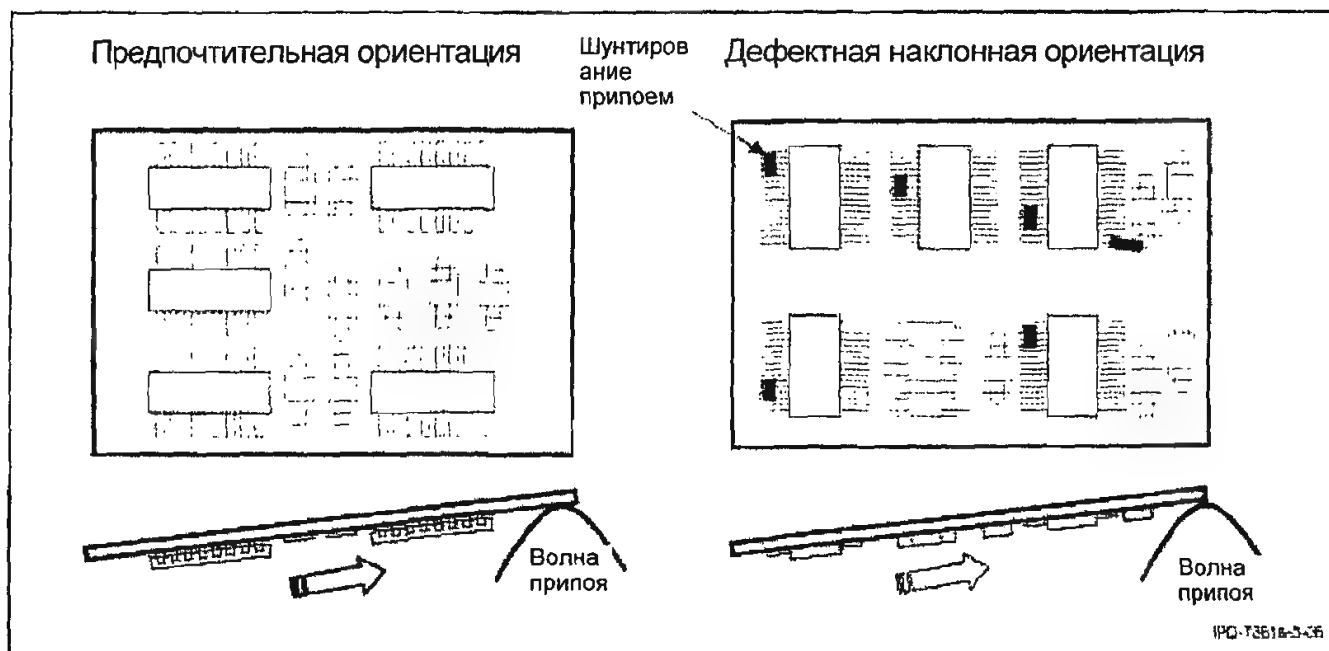 Предпочтительная ориентация
Шунтиров
ание
припоем
Дефектная наклонная ориентация
Волна
припоя
Волна
припоя